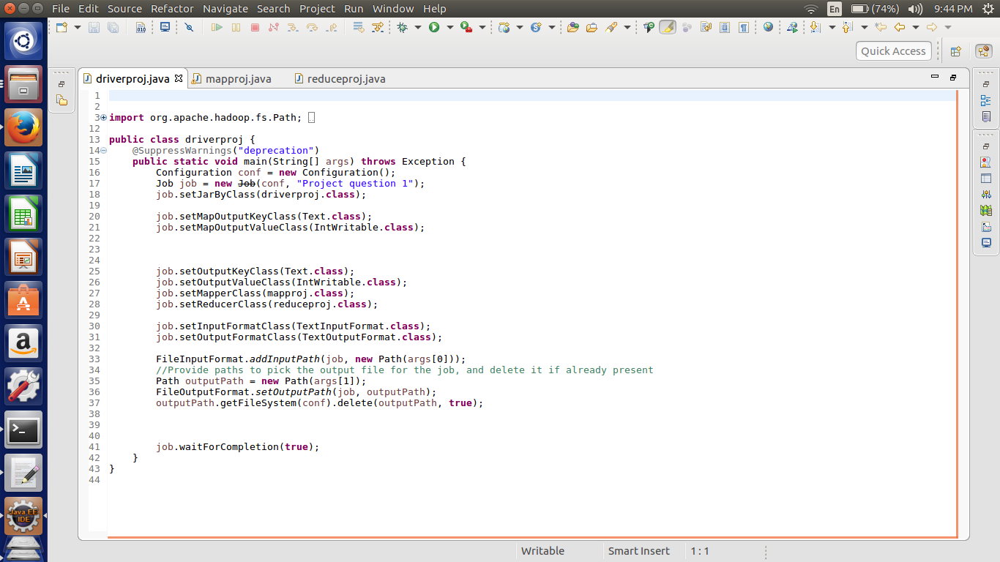 File Edit Source Refactor Navigate Search Project Run Window Help
En (74%) 9:44 PM
010
Quick Access
driverproj.java mapproj.java reduceproj.java
1
2
3 import org.apache.hadoop.fs.Path;
12
13 public class driverproj {
14 @SuppressWarnings("deprecation")
15 public static void main(String[] args) throws Exception {
16 Configuration conf = new Configuration();
17 Job job = new Job(conf, "Project question 1");
18 job.setJarByClass(driverproj.class);
19
20 job.setMapOutputKeyClass(Text.class);
21 job.setMapOutputValueClass(IntWritable.class);
22
23
24
25 job.setOutputKeyClass(Text.class);
26 job.setOutputValueClass(IntWritable.class);
27 job.setMapperClass(mapproj.class);
28 job.setReducerClass(reduceproj.class);
29
30 job.setInputFormatClass(TextInputFormat.class);
31 job.setOutputFormatClass(TextOutputFormat.class);
32
33 FileInputFormat.addInputPath(job, new Path(args[0]));
34 //Provide paths to pick the output file for the job, and delete it if already present
35 Path outputPath = new Path(args[1]);
36 FileOutputFormat.setOutputPath(job, outputPath);
37 outputPath.getFileSystem(conf).delete(outputPath, true);
38
39
40
41 job.waitForCompletion(true);
42 }
43 }
44
a
Java EE
IDE
Writable Smart Insert 1 : 1